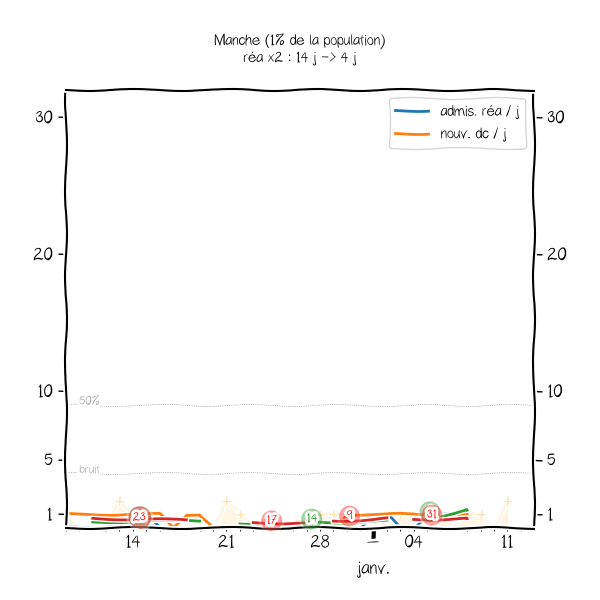 Manche (1% de la population)
réa x2 : 14 j -> 4 j
admis. réa / j
nouv. dc / j
30 30
20 20
10 10
50%
5 5
bruit
1 1
23 17 14 9 31
14 21 28 04 11
janv.